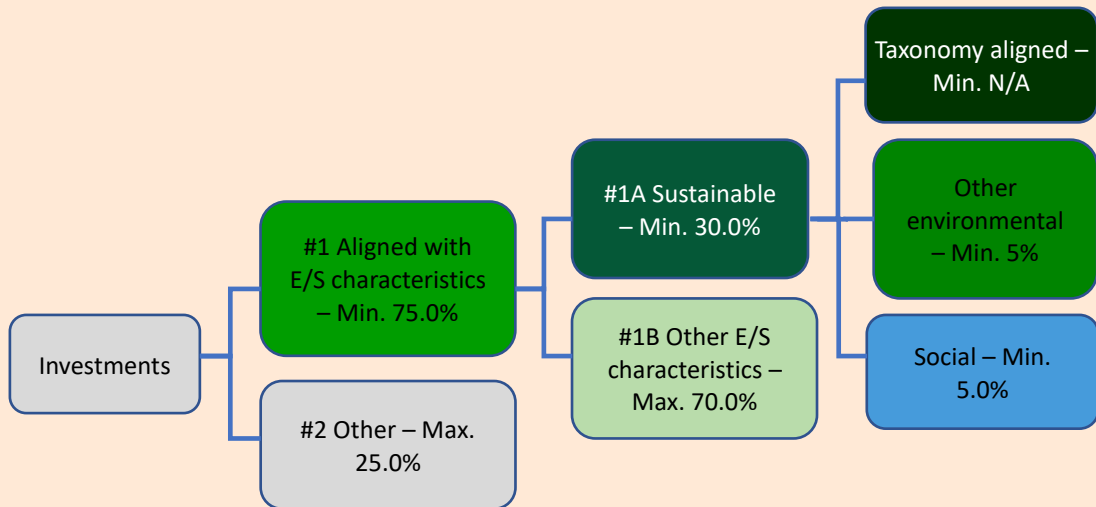 Investments
#1 Aligned with
E/S characteristics
– Min. 75.0%
#2 Other – Max.
25.0%
#1A Sustainable
– Min. 30.0%
#1B Other E/S
characteristics –
Max. 70.0%
Taxonomy aligned –
Min. N/A
Other
environmental
– Min. 5%
Social – Min.
5.0%